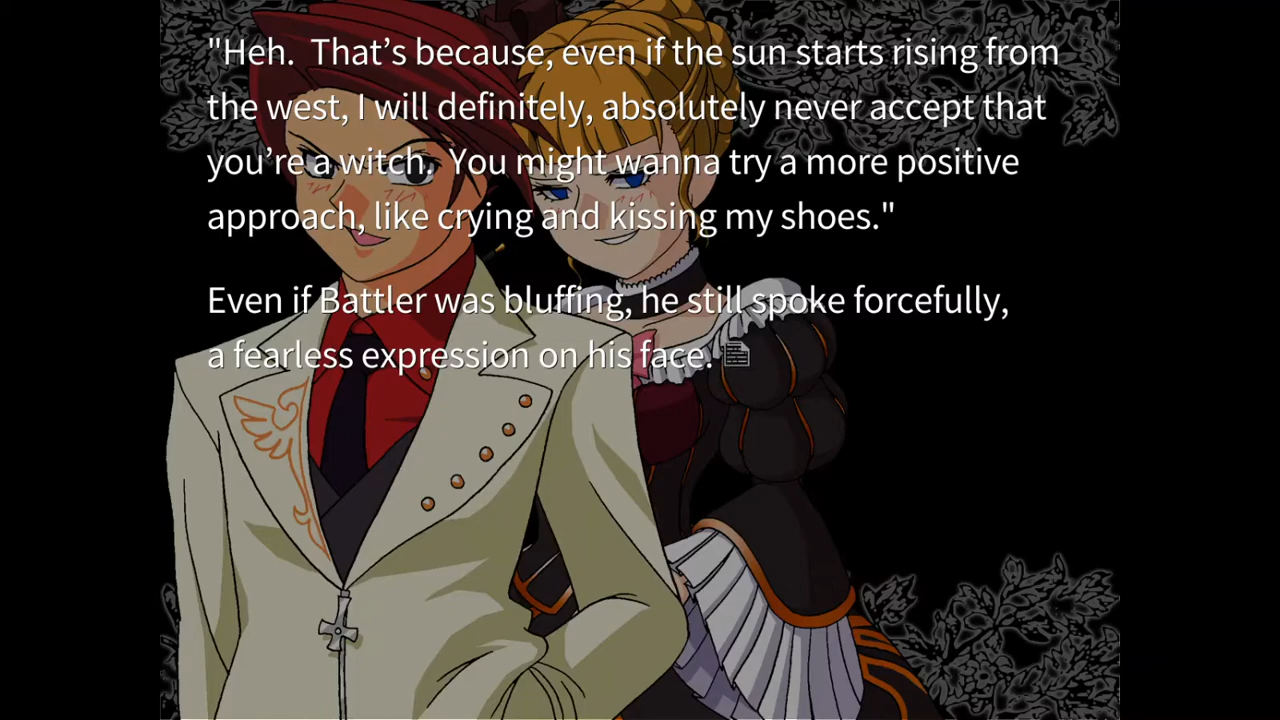 "Heh.  That’s because, even if the sun starts rising from
the west, I will definitely, absolutely never accept that
you’re a witch.  You might wanna try a more positive
approach, like crying and kissing my shoes."
Even if Battler was bluffing, he still spoke forcefully,
a fearless expression on his face.